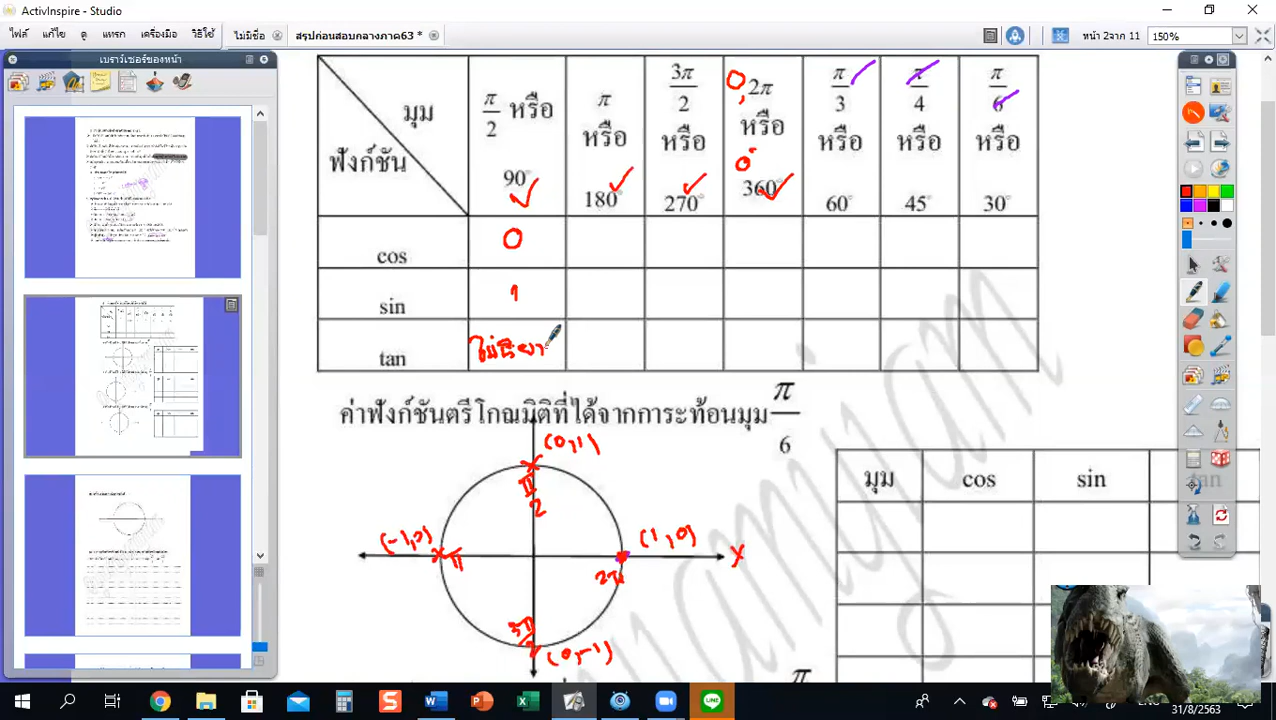 ActivInspire - Studio
ไฟล์ แก้ไข ดู แทรก เครื่องมือ วิธีใช้
ไม่มีชื่อ
สรุปก่อนสอบกลางภาค63 *
หน้า 2จาก 11
150%
เบราว์เซอร์ของหน้า
มุม
ฟังก์ชัน
π/2 หรือ 90°
π หรือ 180°
3π/2 หรือ 270°
0, 2π หรือ 0° 360°
π/3 หรือ 60°
π/4 หรือ 45°
π/6 หรือ 30°
cos 0
sin 1
tan
ค่าฟังก์ชันตรีโกณมิติที่ได้จากการะท้อนมุม π/6
(0,1)
π/2
(-1,0)
π
(1,0)
2π
X
3π/2
(0,-1)
มุม cos sin tan
π
ENG
31/8/2563